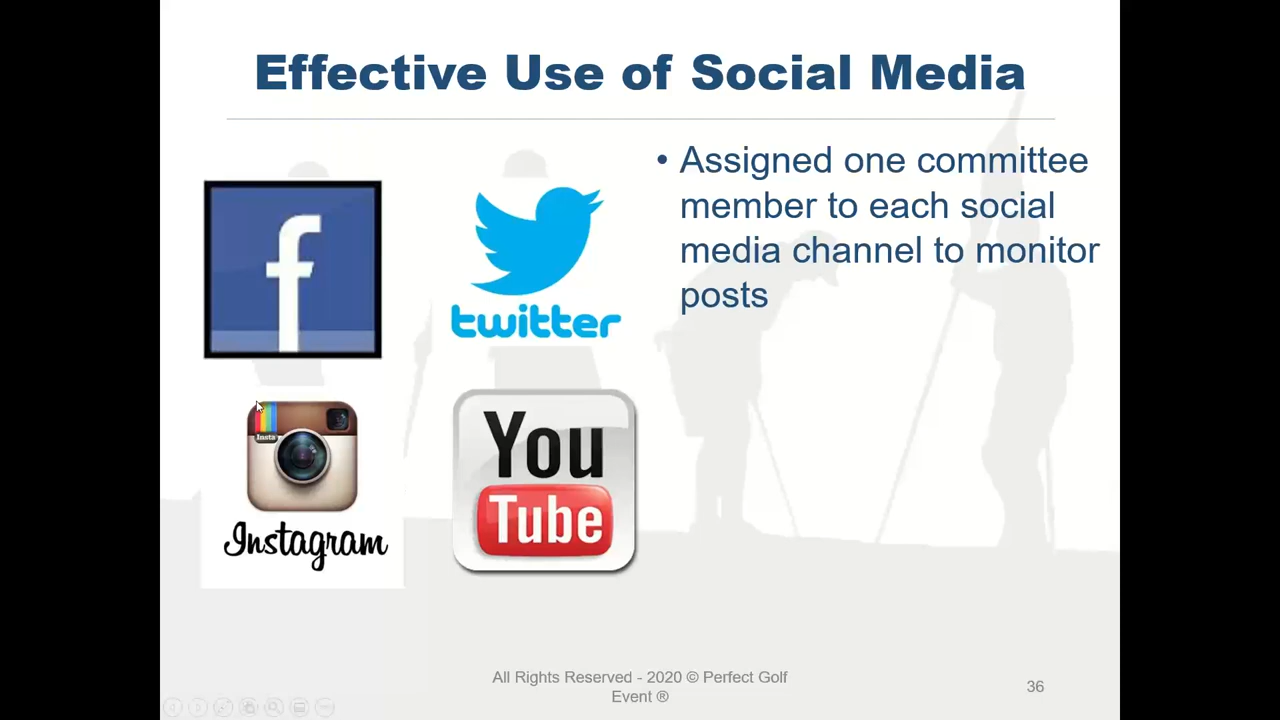 Effective Use of Social Media
• Assigned one committee
member to each social
media channel to monitor
posts
f
twitter
Insta
Instagram
You
Tube
All Rights Reserved - 2020 © Perfect Golf
Event ®
36